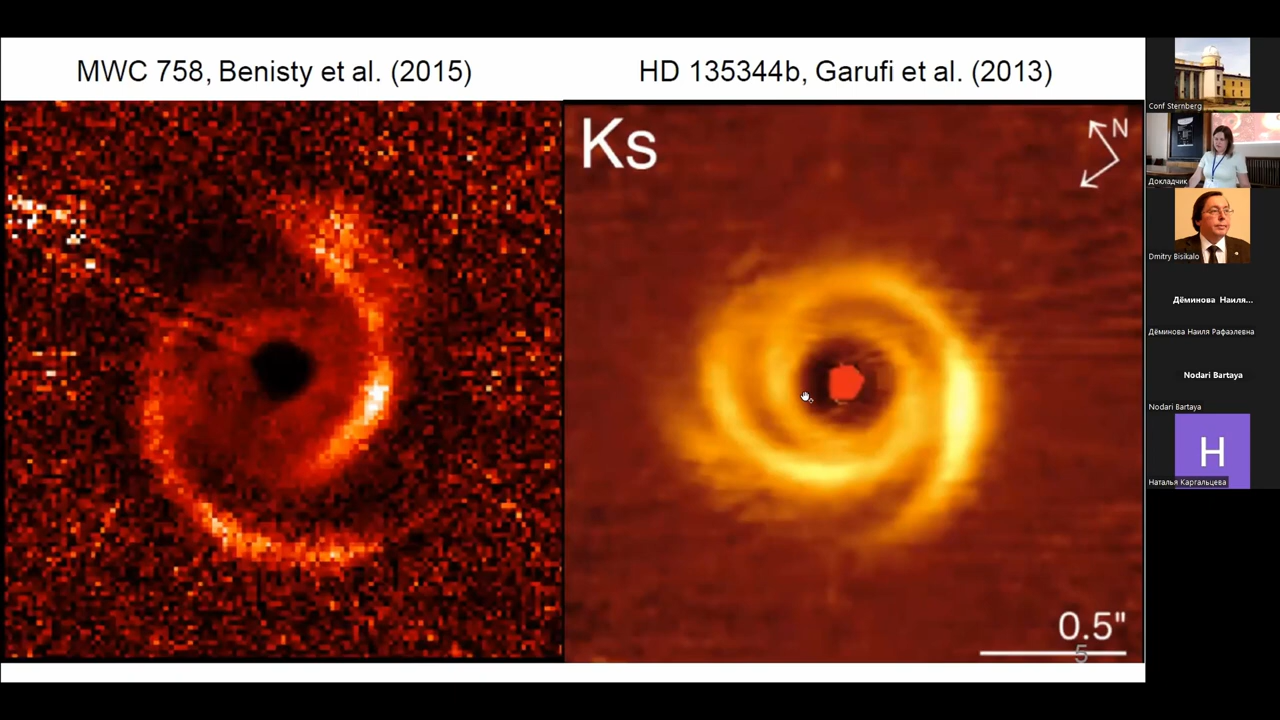 MWC 758, Benisty et al. (2015)
HD 135344b, Garufi et al. (2013)
Ks
N
0.5"
5
Conf Sternberg
Докладчик
Dmitry Bisikalo
Дёминова Наиля...
Дёминова Наиля Рафаэлевна
Nodari Bartaya
Nodari Bartaya
Н
Наталья Каргальцева